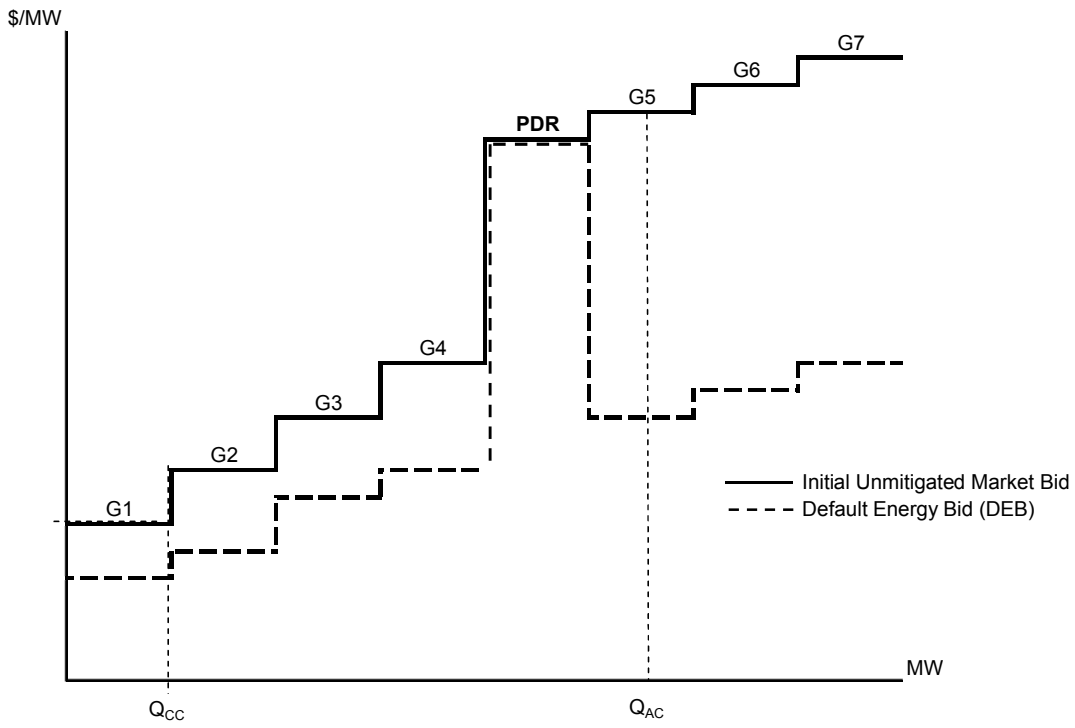 $/MW
G7
G6
G5
PDR
G4
G3
G2
G1
Initial Unmitigated Market Bid
Default Energy Bid (DEB)
MW
QCC
QAC